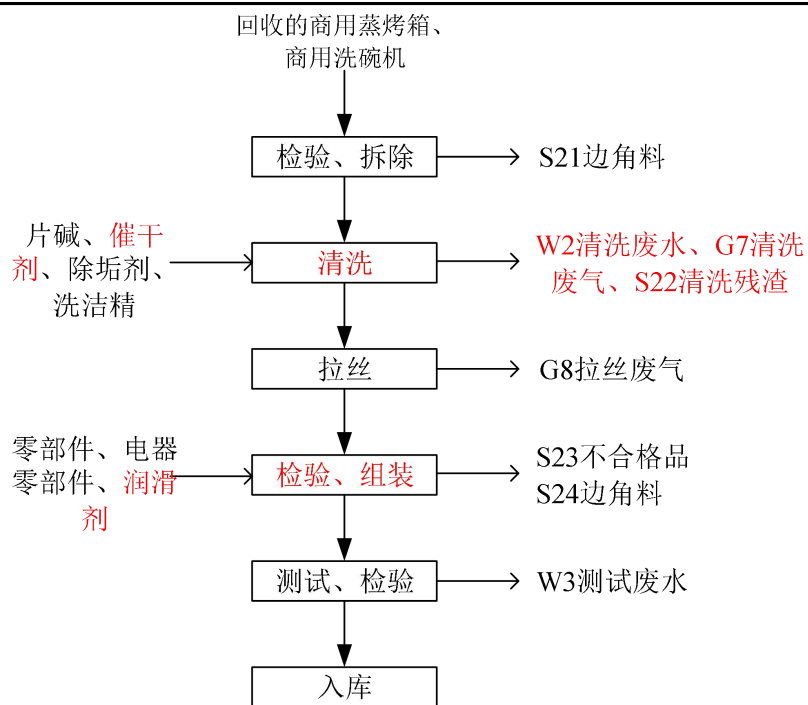 回收的商用蒸烤箱、
商用洗碗机
检验、拆除
S21边角料
片碱、催干
剂、除垢剂、
洗洁精
清洗
W2清洗废水、G7清洗
废气、S22清洗残渣
拉丝
G8拉丝废气
零部件、电器
零部件、润滑
剂
检验、组装
S23不合格品
S24边角料
测试、检验
W3测试废水
入库